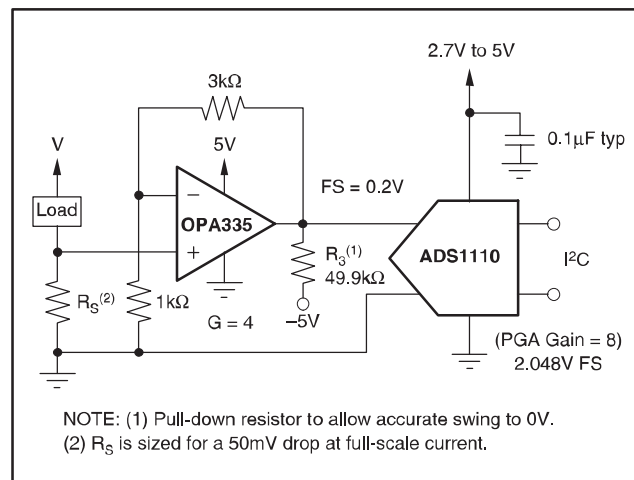 2.7V to 5V
3kΩ
V
5V
0.1μF typ
Load
FS = 0.2V
OPA335
ADS1110
R3(1)
49.9kΩ
I2C
RS(2)
1kΩ
G = 4
–5V
(PGA Gain = 8)
2.048V FS
NOTE: (1) Pull-down resistor to allow accurate swing to 0V.
(2) RS is sized for a 50mV drop at full-scale current.